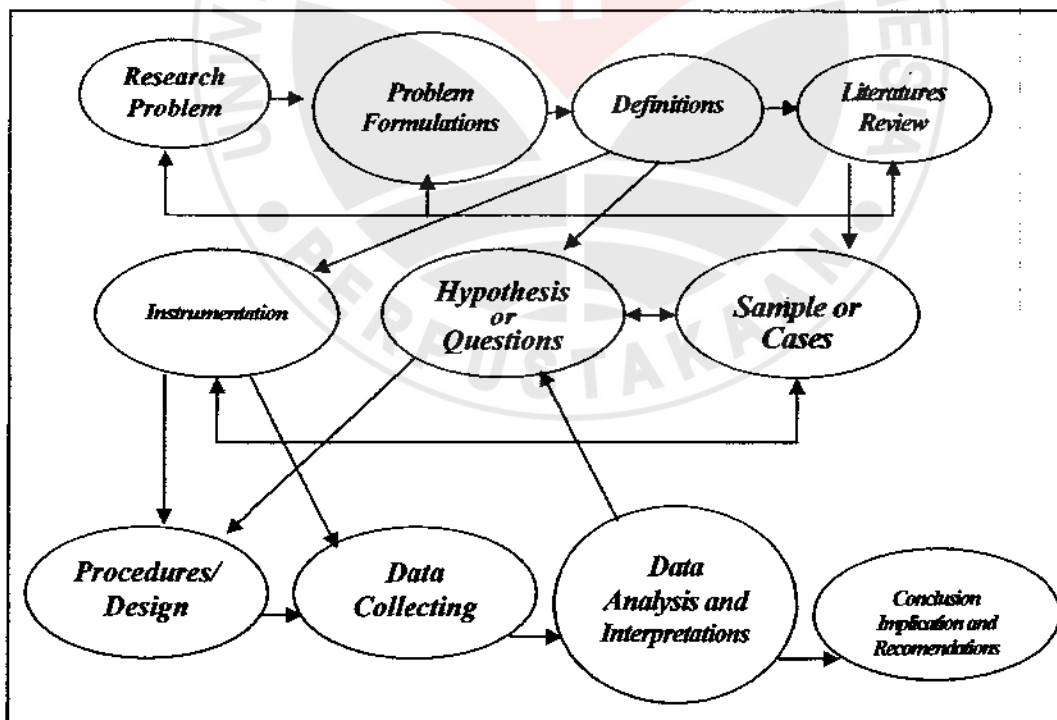 Research
Problem
Problem
Formulations
Definitions
Literatures
Review
Instrumentation
Hypothesis
or
Questions
Sample or
Cases
Procedures/
Design
Data
Collecting
Data
Analysis and
Interpretations
Conclusion
Implication and
Recomendations
PERPUSTAKAAN